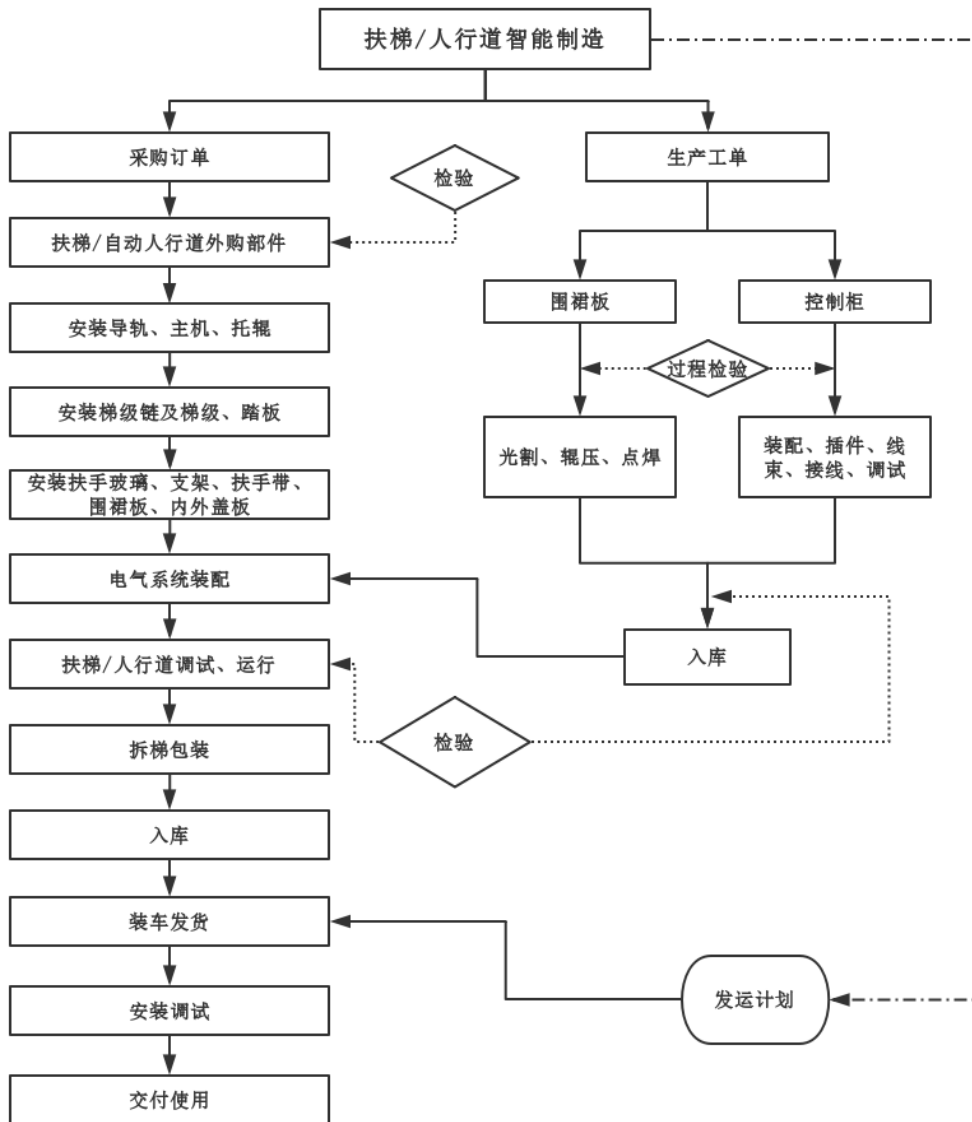 扶梯/人行道智能制造
采购订单
检验
生产工单
扶梯/自动人行道外购部件
围裙板
控制柜
安装导轨、主机、托辊
过程检验
安装梯级链及梯级、踏板
光割、辊压、点焊
装配、插件、线
束、接线、调试
安装扶手玻璃、支架、扶手带、
围裙板、内外盖板
电气系统装配
入库
扶梯/人行道调试、运行
检验
拆梯包装
入库
装车发货
发运计划
安装调试
交付使用